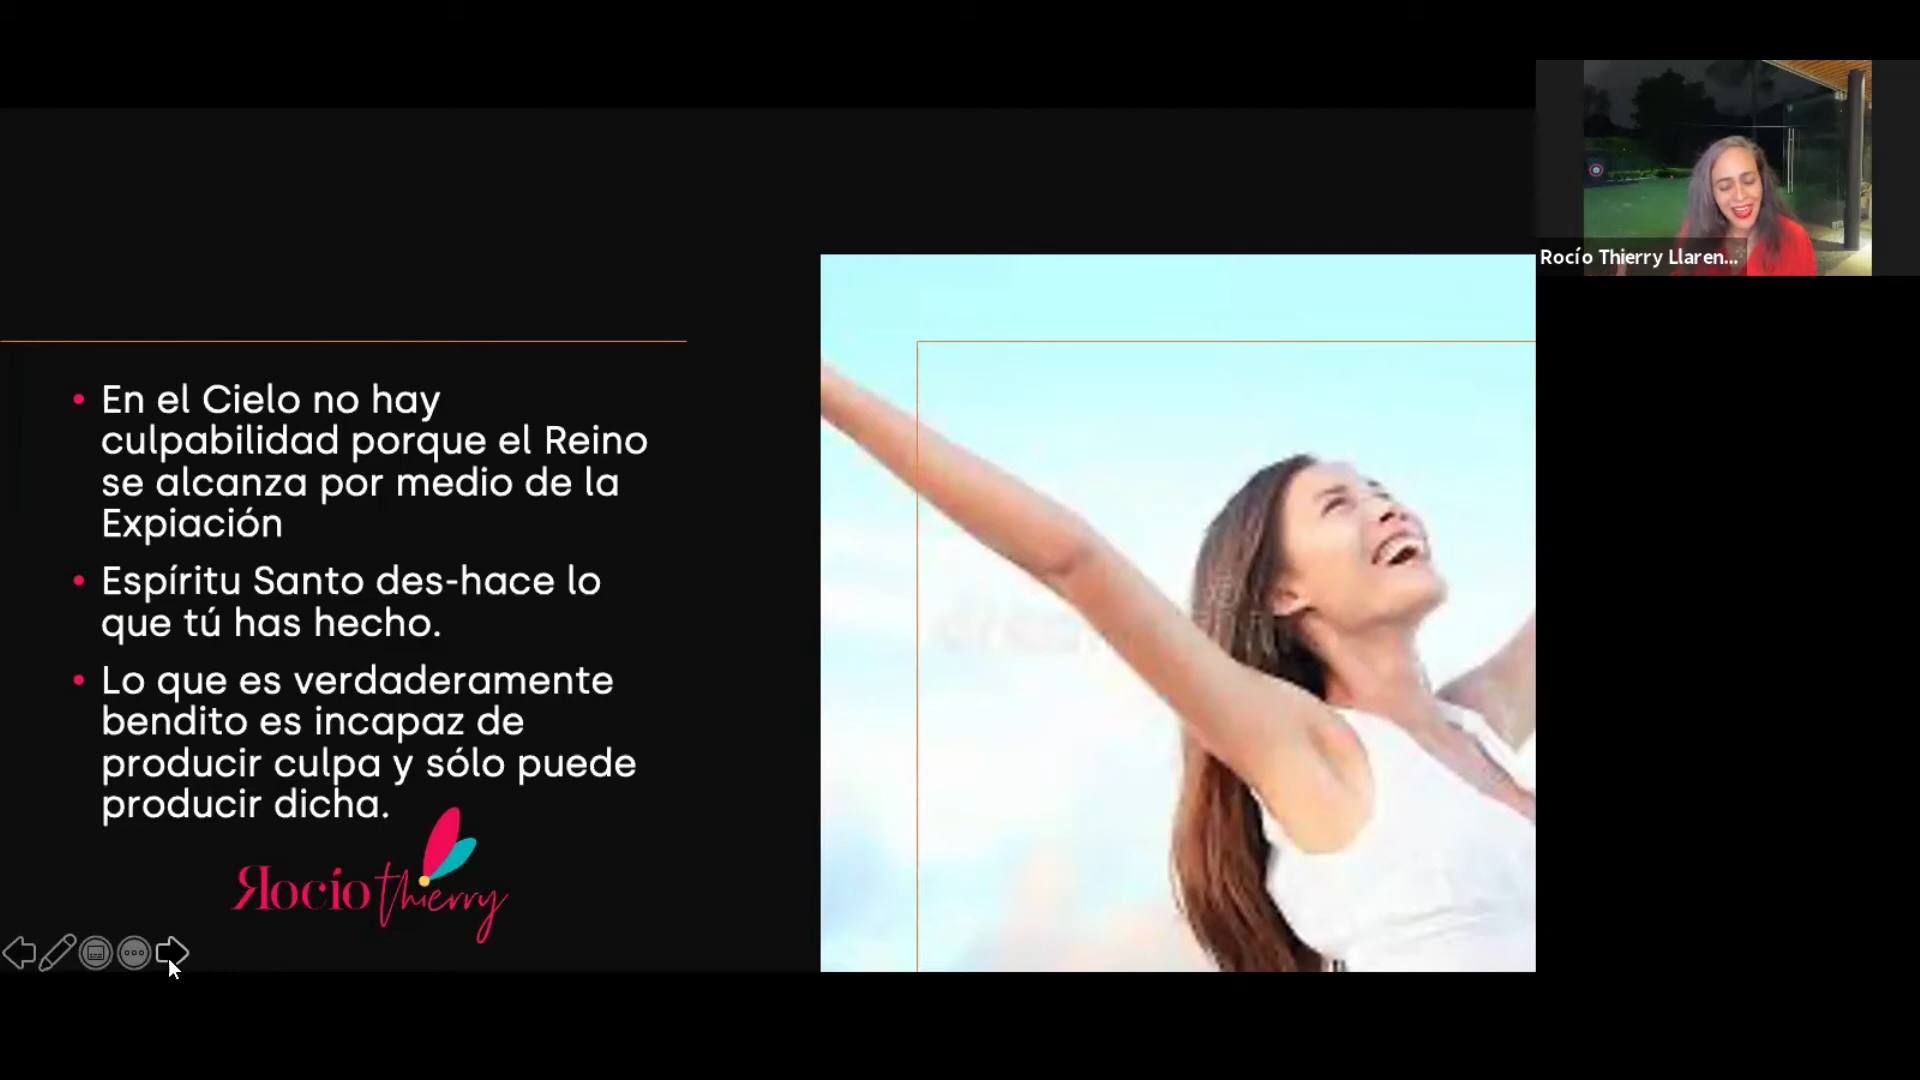 Rocío Thierry Llaren...
• En el Cielo no hay
culpabilidad porque el Reino
se alcanza por medio de la
Expiación
• Espíritu Santo des-hace lo
que tú has hecho.
• Lo que es verdaderamente
bendito es incapaz de
producir culpa y sólo puede
producir dicha.
Rocío thierry